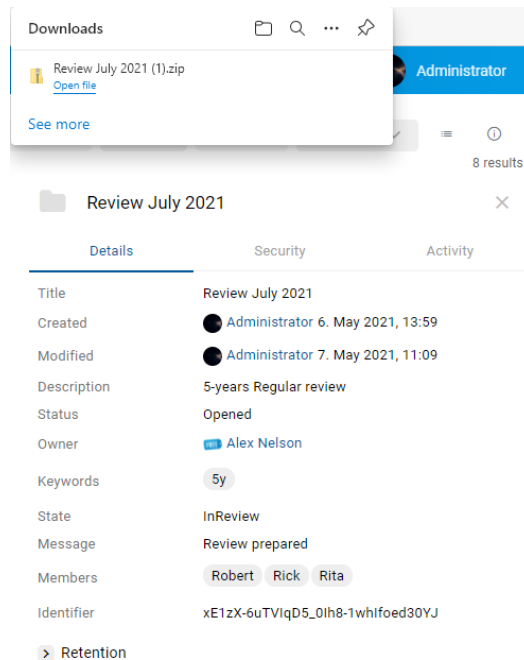 Downloads
Review July 2021 (1).zip
Open file
See more
Administrator
8 results
Review July 2021
Details Security Activity
Title Review July 2021
Created Administrator 6. May 2021, 13:59
Modified Administrator 7. May 2021, 11:09
Description 5-years Regular review
Status Opened
Owner Alex Nelson
Keywords 5y
State InReview
Message Review prepared
Members Robert Rick Rita
Identifier xE1zX-6uTVIqD5_0Ih8-1whIfoed30YJ
Retention